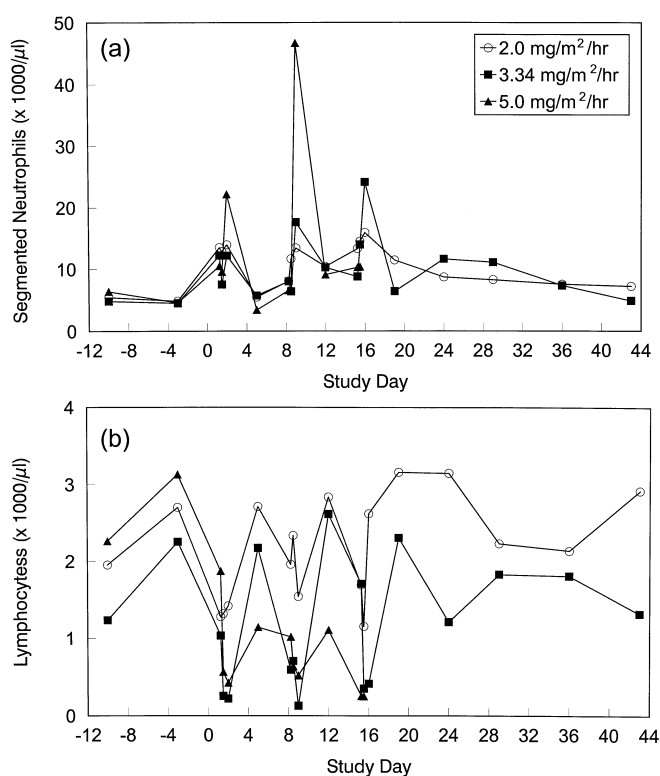 50
(a)
2.0 mg/m²/hr
3.34 mg/m²/hr
5.0 mg/m²/hr
40
30
20
10
0
Segmented Neutrophils (x 1000/µl)
-12 -8 -4 0 4 8 12 16 20 24 28 32 36 40 44
Study Day
4
(b)
3
2
1
0
Lymphocytess (x 1000/µl)
-12 -8 -4 0 4 8 12 16 20 24 28 32 36 40 44
Study Day